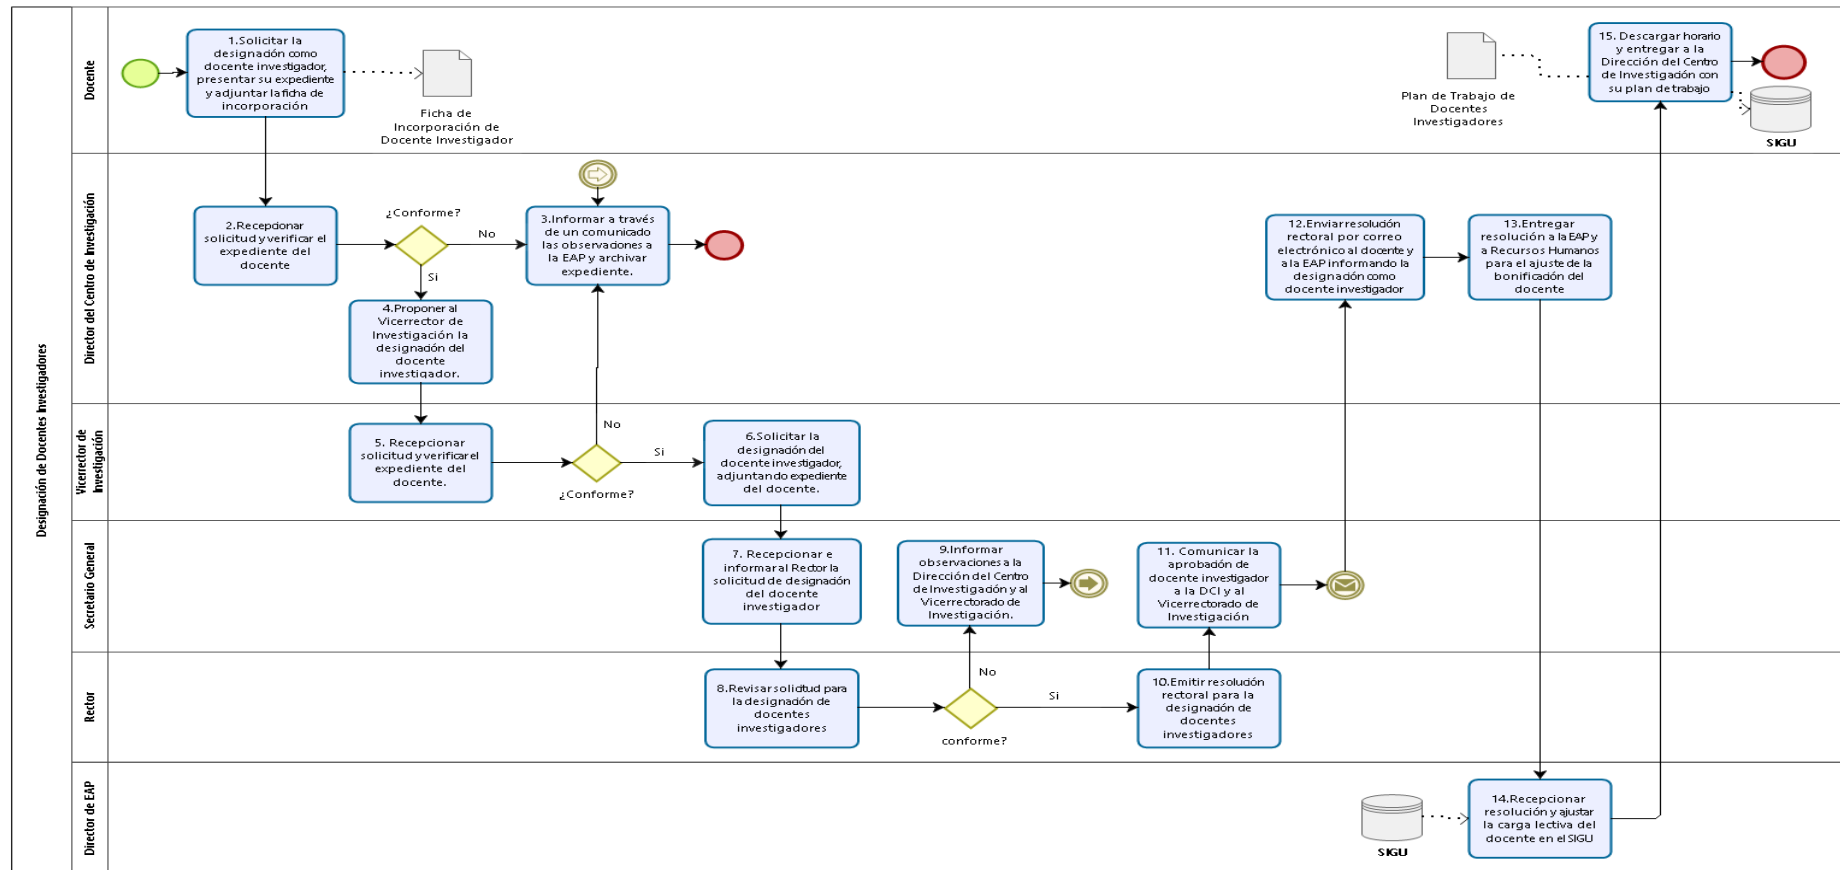 Designación de Docentes Investigadores
Docente
1.Solicitar la
designación como
docente investigador,
presentar su expediente
y adjuntar la ficha de
incorporación
Ficha de
Incorporación de
Docente Investigador
Plan de Trabajo de
Docentes
Investigadores
15. Descargar horario
y entregar a la
Dirección del Centro
de Investigación con
su plan de trabajo
SIGU
Director del Centro de Investigación
2.Recepcionar
solicitud y verificar el
expediente del
docente
¿Conforme?
No
Si
3.Informar a través
de un comunicado
las observaciones a
la EAP y archivar
expediente.
4.Proponer al
Vicerrector de
Investigación la
designación del
docente
investigador.
12.Enviar resolución
rectoral por correo
electrónico al docente y
a la EAP informando la
designación como
docente investigador
13.Entregar
resolución a la EAP y
a Recursos Humanos
para el ajuste de la
bonificación del
docente
Vicerrector de
Investigación
5. Recepcionar
solicitud y verificar el
expediente del
docente.
No
Si
¿Conforme?
6.Solicitar la
designación del
docente investigador,
adjuntando expediente
del docente.
Secretario General
7. Recepcionar e
informar al Rector la
solicitud de designación
del docente
investigador
9.Informar
observaciones a la
Dirección del Centro
de Investigación y al
Vicerrectorado de
Investigación.
11. Comunicar la
aprobación de
docente investigador
a la DCI y al
Vicerrectorado de
Investigación
Rector
8.Revisar solicitud para
la designación de
docentes
investigadores
No
Si
conforme?
10.Emitir resolución
rectoral para la
designación de
docentes
investigadores
Director de EAP
SIGU
14.Recepcionar
resolución y ajustar
la carga lectiva del
docente en el SIGU